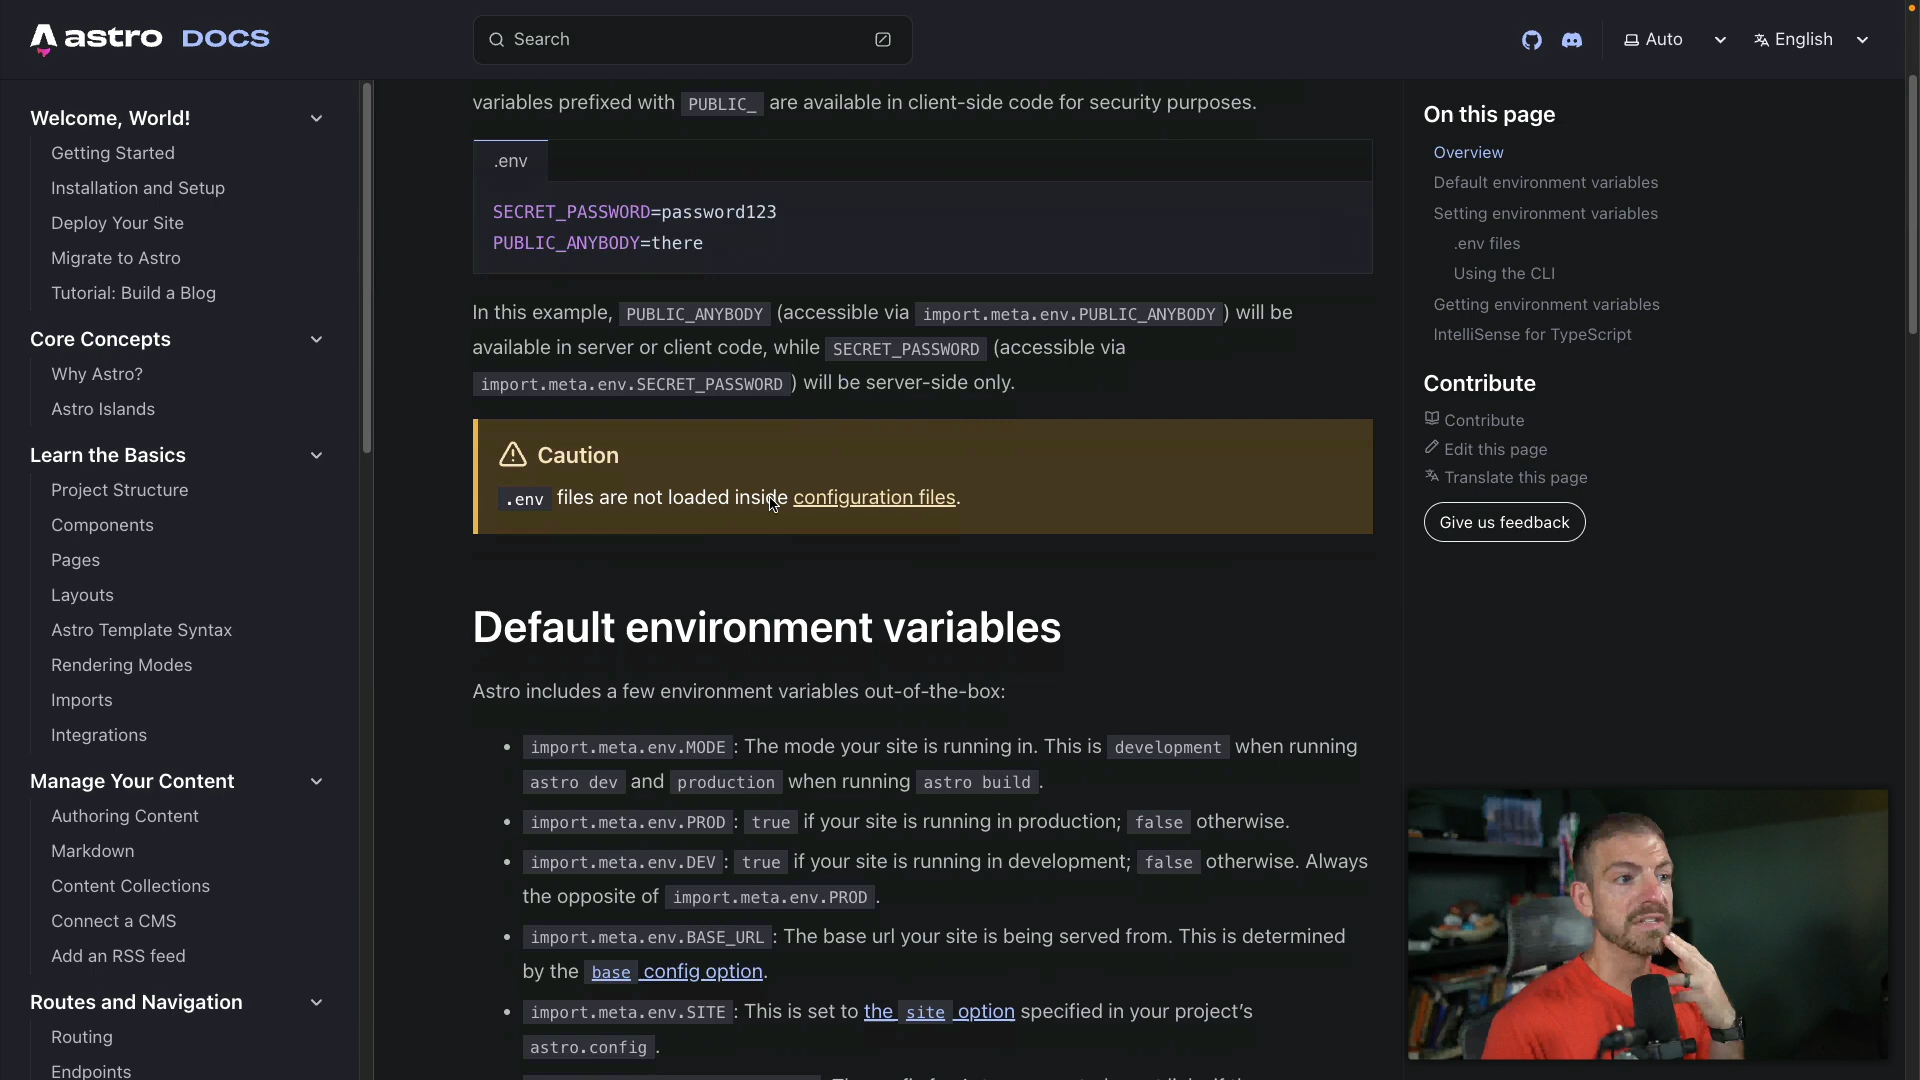 astro DOCS
Search
Auto
English
Welcome, World!
Getting Started
Installation and Setup
Deploy Your Site
Migrate to Astro
Tutorial: Build a Blog
Core Concepts
Why Astro?
Astro Islands
Learn the Basics
Project Structure
Components
Pages
Layouts
Astro Template Syntax
Rendering Modes
Imports
Integrations
Manage Your Content
Authoring Content
Markdown
Content Collections
Connect a CMS
Add an RSS feed
Routes and Navigation
Routing
Endpoints
variables prefixed with PUBLIC_ are available in client-side code for security purposes.
.env
SECRET_PASSWORD=password123
PUBLIC_ANYBODY=there
In this example, PUBLIC_ANYBODY (accessible via import.meta.env.PUBLIC_ANYBODY) will be
available in server or client code, while SECRET_PASSWORD (accessible via
import.meta.env.SECRET_PASSWORD) will be server-side only.
Caution
.env files are not loaded inside configuration files.
Default environment variables
Astro includes a few environment variables out-of-the-box:
• import.meta.env.MODE: The mode your site is running in. This is development when running
astro dev and production when running astro build.
• import.meta.env.PROD: true if your site is running in production; false otherwise.
• import.meta.env.DEV: true if your site is running in development; false otherwise. Always
the opposite of import.meta.env.PROD.
• import.meta.env.BASE_URL: The base url your site is being served from. This is determined
by the base config option.
• import.meta.env.SITE: This is set to the site option specified in your project's
astro.config.
On this page
Overview
Default environment variables
Setting environment variables
.env files
Using the CLI
Getting environment variables
IntelliSense for TypeScript
Contribute
Contribute
Edit this page
Translate this page
Give us feedback